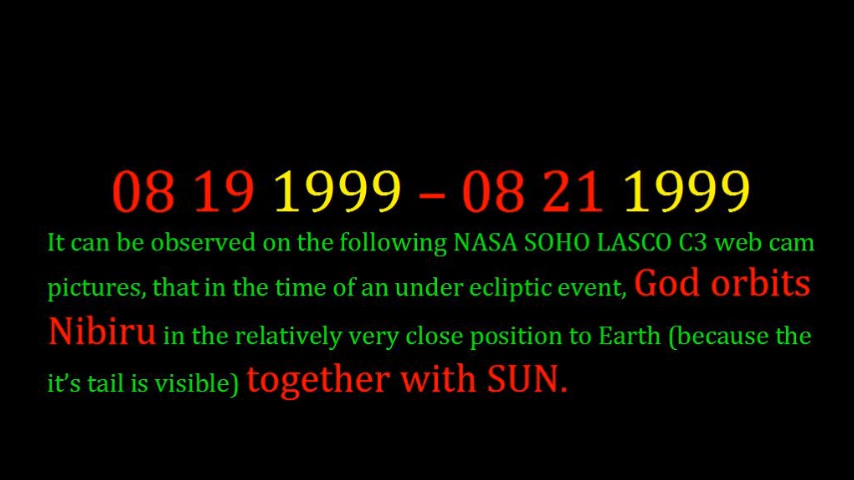 08 19 1999 – 08 21 1999
It can be observed on the following NASA SOHO LASCO C3 web cam
pictures, that in the time of an under ecliptic event, God orbits
Nibiru in the relatively very close position to Earth (because the
it’s tail is visible) together with SUN.